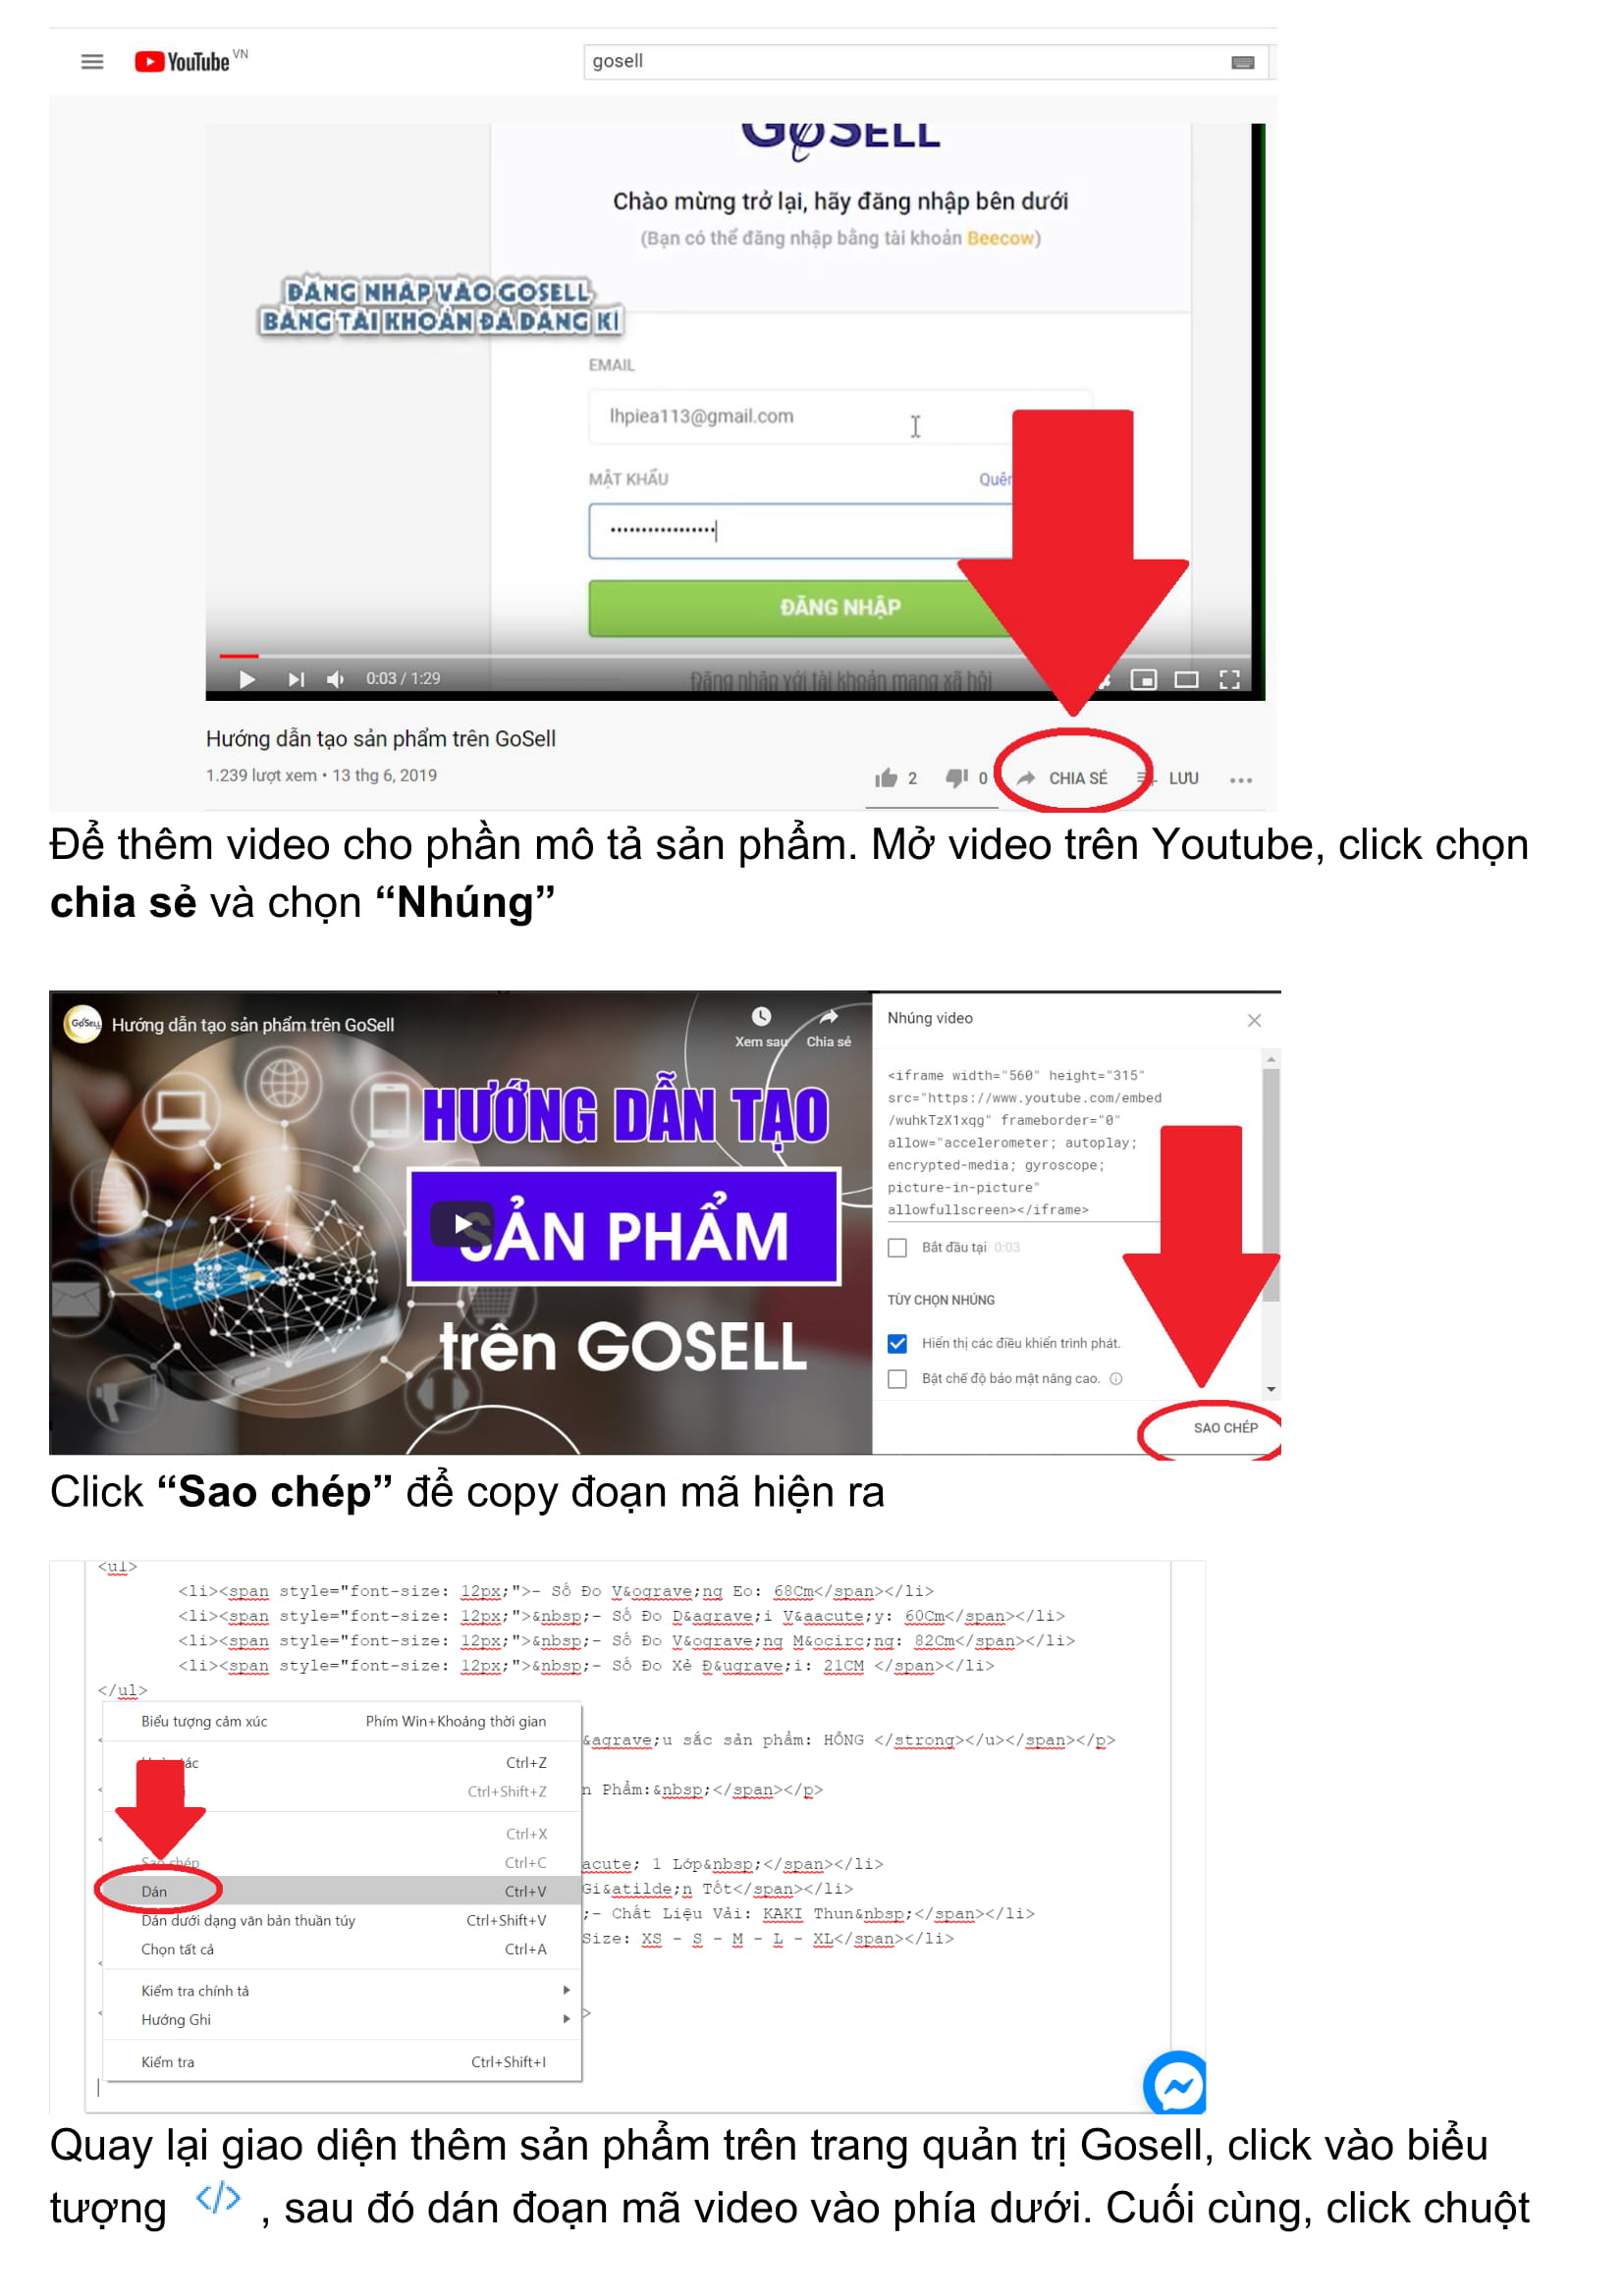 YouTube VN
gosell
GOSELL
Chào mừng trở lại, hãy đăng nhập bên dưới
(Bạn có thể đăng nhập bằng tài khoản Beecow)
ĐĂNG NHẬP VÀO GOSELL
BẰNG TÀI KHOẢN ĐÃ ĐĂNG KÍ
EMAIL
lhpiea113@gmail.com
MẬT KHẨU
Quên
ĐĂNG NHẬP
Đăng nhập với tài khoản mạng xã hội
0:03 / 1:29
Hướng dẫn tạo sản phẩm trên GoSell
1.239 lượt xem • 13 thg 6, 2019
2 0 CHIA SẺ LƯU
Để thêm video cho phần mô tả sản phẩm. Mở video trên Youtube, click chọn
chia sẻ và chọn “Nhúng”
GoSELL Hướng dẫn tạo sản phẩm trên GoSell
Xem sau Chia sẻ
HƯỚNG DẪN TẠO
SẢN PHẨM
trên GOSELL
Nhúng video
<iframe width="560" height="315"
src="https://www.youtube.com/embed
/wuhkTzX1xqg" frameborder="0"
allow="accelerometer; autoplay;
encrypted-media; gyroscope;
picture-in-picture"
allowfullscreen></iframe>
Bắt đầu tại 0:03
TÙY CHỌN NHÚNG
Hiển thị các điều khiển trình phát.
Bật chế độ bảo mật nâng cao.
SAO CHÉP
Click “Sao chép” để copy đoạn mã hiện ra
<ul>
<li><span style="font-size: 12px;">- Số Đo V&ograve;ng Eo: 68Cm</span></li>
<li><span style="font-size: 12px;">&nbsp;- Số Đo D&agrave;i V&aacute;y: 60Cm</span></li>
<li><span style="font-size: 12px;">&nbsp;- Số Đo V&ograve;ng M&ocirc;ng: 82Cm</span></li>
<li><span style="font-size: 12px;">&nbsp;- Số Đo Xẻ Đ&ugrave;i: 21CM </span></li>
</ul>
Biểu tượng cảm xúc Phím Win+Khoảng thời gian
&agrave;u sắc sản phẩm: HỒNG </strong></u></span></p>
Ctrl+Z
Ctrl+Shift+Z
n Phẩm:&nbsp;</span></p>
Ctrl+X
Sao chép Ctrl+C
acute; 1 Lớp&nbsp;</span></li>
Dán Ctrl+V
Gi&atilde;n Tốt</span></li>
Dán dưới dạng văn bản thuần túy Ctrl+Shift+V
;- Chất Liệu Vải: KAKI Thun&nbsp;</span></li>
Chọn tất cả Ctrl+A
Size: XS - S - M - L - XL</span></li>
Kiểm tra chính tả
Hướng Ghi
>
Kiểm tra Ctrl+Shift+I
Quay lại giao diện thêm sản phẩm trên trang quản trị Gosell, click vào biểu
tượng </> , sau đó dán đoạn mã video vào phía dưới. Cuối cùng, click chuột